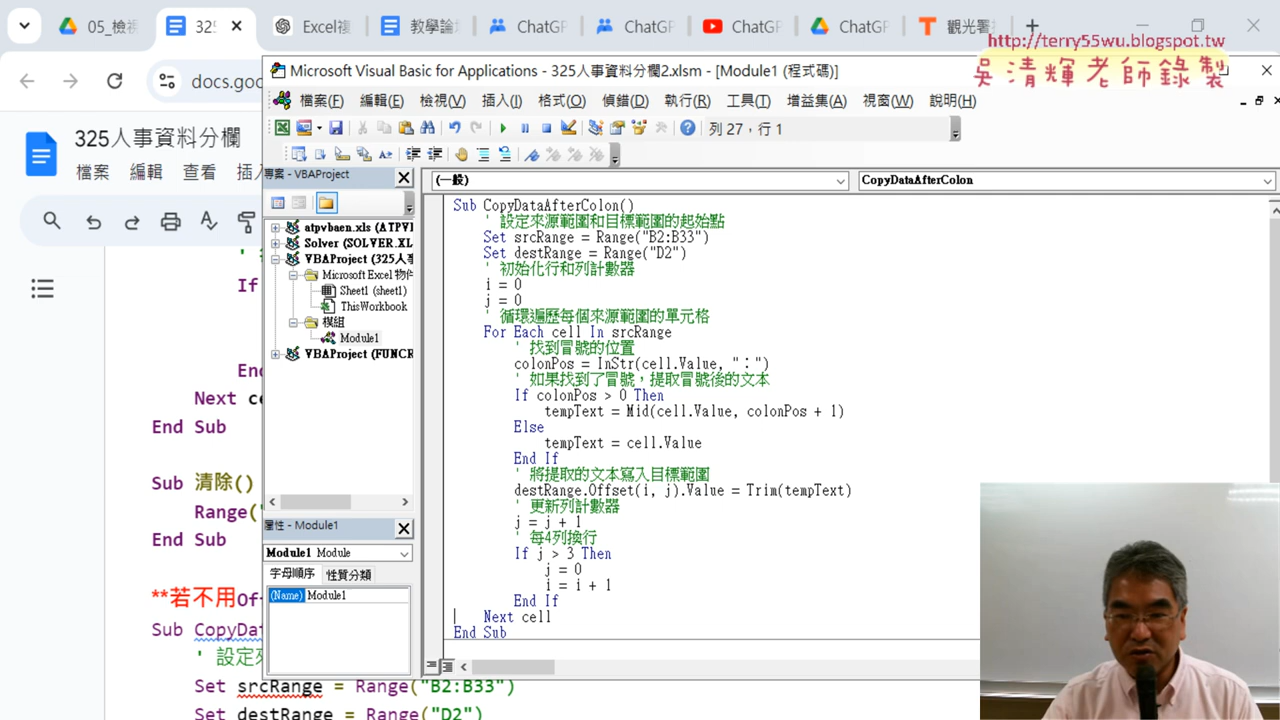 05_檢視
325
Excel複
教學論
ChatGP
ChatGP
ChatGP
ChatGP
觀光署
http://terry55wu.blogspot.tw
吳清輝老師錄製
docs.goo
Microsoft Visual Basic for Applications - 325人事資料分欄2.xlsm - [Module1 (程式碼)]
檔案(F) 編輯(E) 檢視(V) 插入(I) 格式(O) 偵錯(D) 執行(R) 工具(T) 增益集(A) 視窗(W) 說明(H)
列 27，行 1
325人事資料分欄
檔案 編輯 查看 插
專案 - VBAProject
atpvbaen.xls (ATPVI
Solver (SOLVER.XL
VBAProject (325人事
Microsoft Excel 物件
Sheet1 (sheet1)
ThisWorkbook
模組
Module1
VBAProject (FUNCR
屬性 - Module1
Module1 Module
字母順序 性質分類
(Name) Module1
(一般)
CopyDataAfterColon
Sub CopyDataAfterColon()
' 設定來源範圍和目標範圍的起始點
Set srcRange = Range("B2:B33")
Set destRange = Range("D2")
' 初始化行和列計數器
i = 0
j = 0
' 循環遍歷每個來源範圍的單元格
For Each cell In srcRange
' 找到冒號的位置
colonPos = InStr(cell.Value, "：")
' 如果找到了冒號，提取冒號後的文本
If colonPos > 0 Then
tempText = Mid(cell.Value, colonPos + 1)
Else
tempText = cell.Value
End If
' 將提取的文本寫入目標範圍
destRange.Offset(i, j).Value = Trim(tempText)
' 更新列計數器
j = j + 1
' 每4列換行
If j > 3 Then
j = 0
i = i + 1
End If
Next cell
End Sub
If
En
Next ce
End Sub
Sub 清除()
Range("
End Sub
**若不用Of
Sub CopyDat
' 設定來
Set srcRange = Range("B2:B33")
Set destRange = Range("D2")